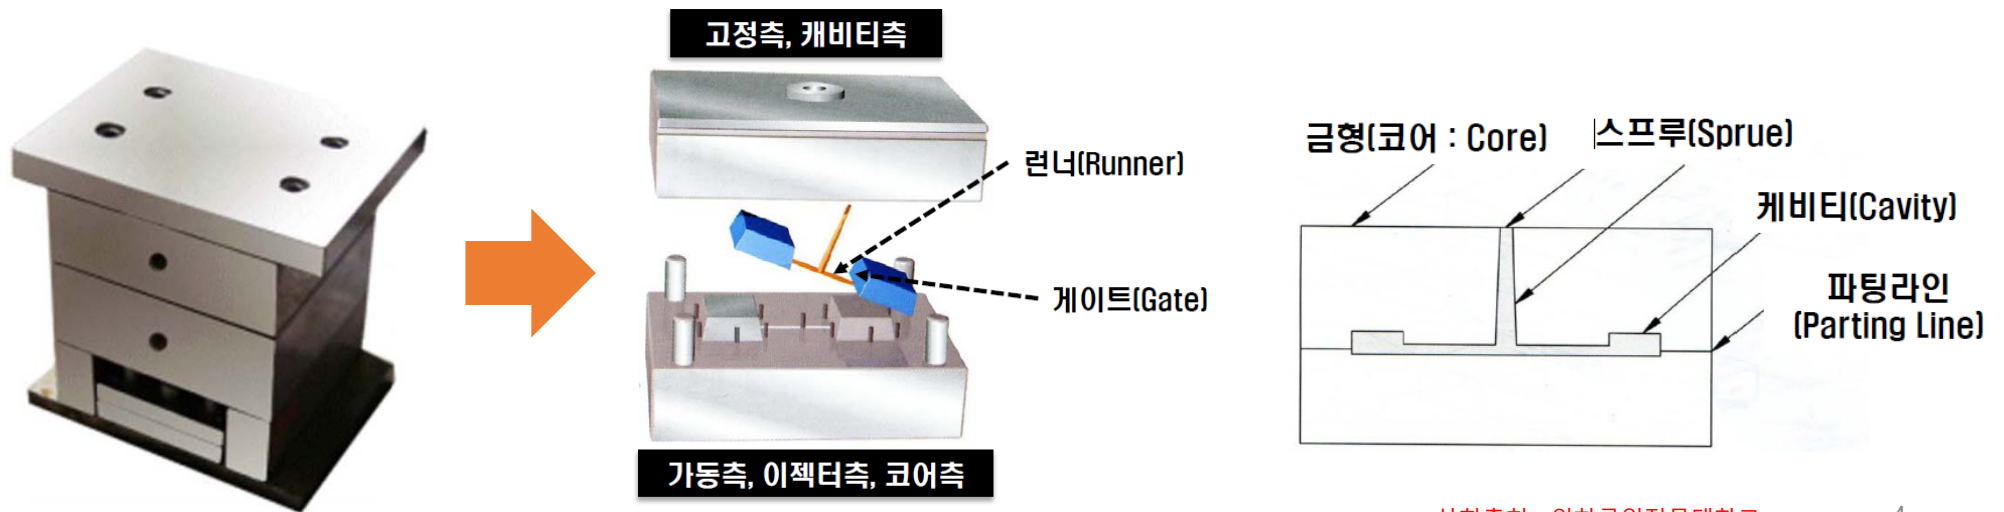 고정측, 캐비티측
런너(Runner)
게이트(Gate)
가동측, 이젝터측, 코어측
금형(코어 : Core)
스프루(Sprue)
케비티(Cavity)
파팅라인
(Parting Line)